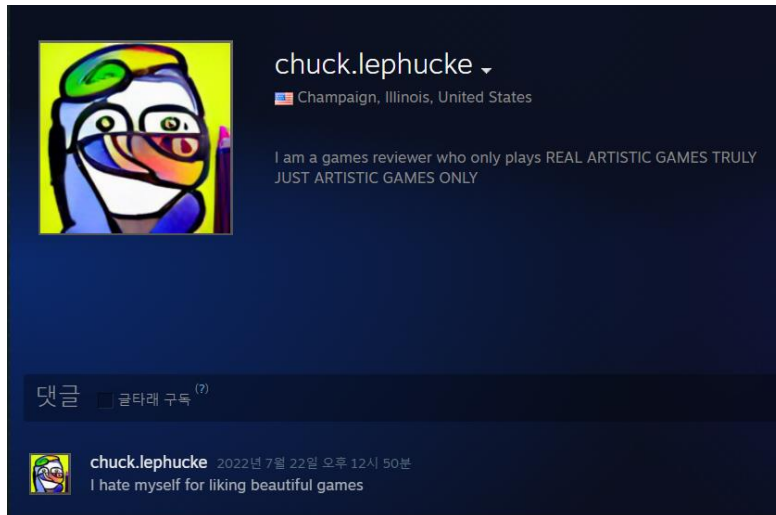 chuck.lephucke
Champaign, Illinois, United States
I am a games reviewer who only plays REAL ARTISTIC GAMES TRULY
JUST ARTISTIC GAMES ONLY
댓글 글타래 구독 (?)
chuck.lephucke 2022년 7월 22일 오후 12시 50분
I hate myself for liking beautiful games